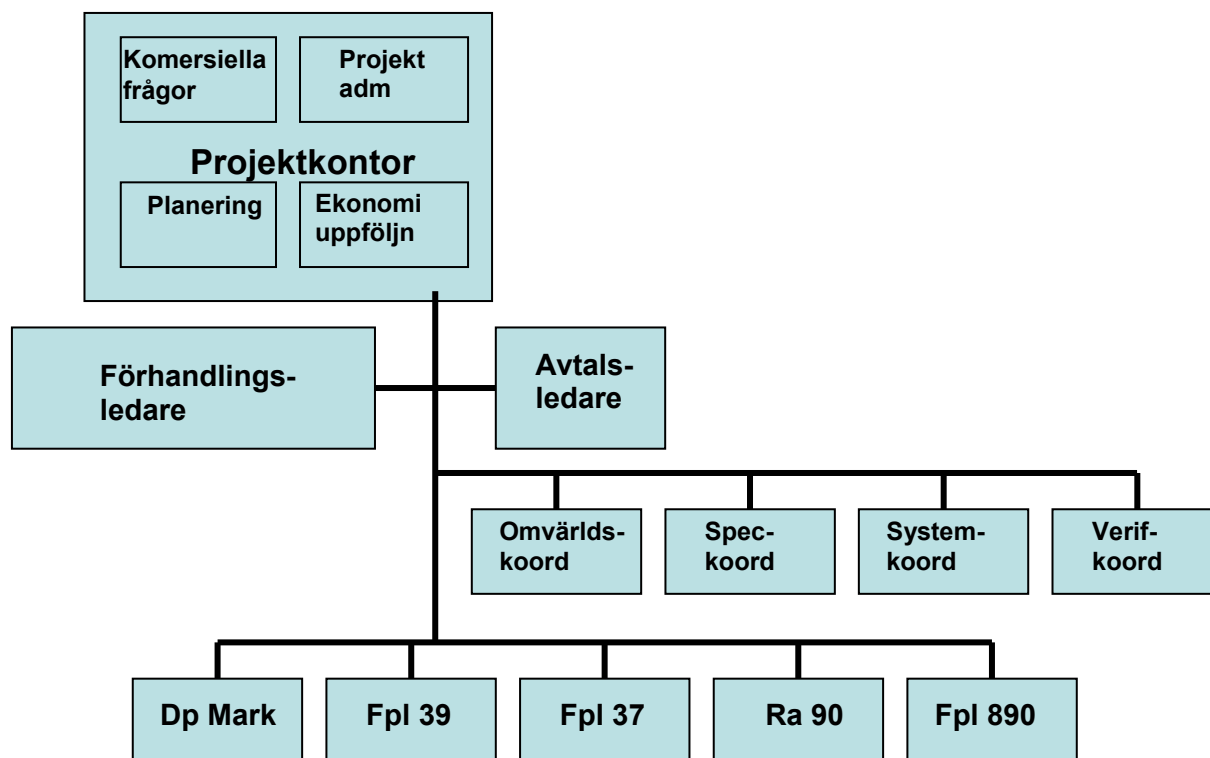 Komersiella
frågor
Projekt
adm
Projektkontor
Planering
Ekonomi
uppföljn
Förhandlings-
ledare
Avtals-
ledare
Omvärlds-
koord
Spec-
koord
System-
koord
Verif-
koord
Dp Mark
Fpl 39
Fpl 37
Ra 90
Fpl 890